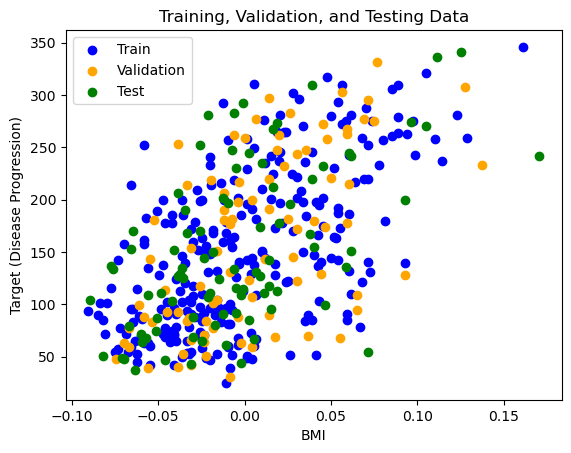 Training, Validation, and Testing Data
Train
Validation
Test
Target (Disease Progression)
350
300
250
200
150
100
50
−0.10
−0.05
0.00
0.05
0.10
0.15
BMI